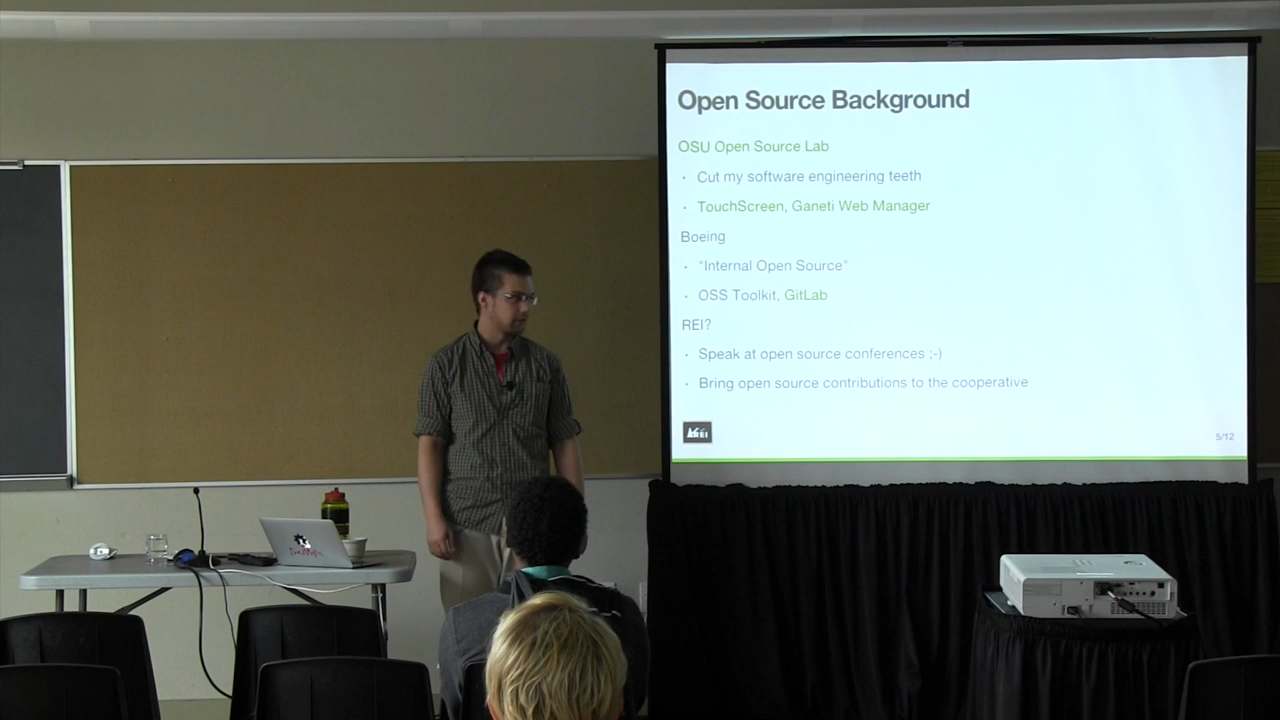 Open Source Background
OSU Open Source Lab
· Cut my software engineering teeth
· TouchScreen, Ganeti Web Manager
Boeing
· "Internal Open Source"
· OSS Toolkit, GitLab
REI?
· Speak at open source conferences :-)
· Bring open source contributions to the cooperative
5/12